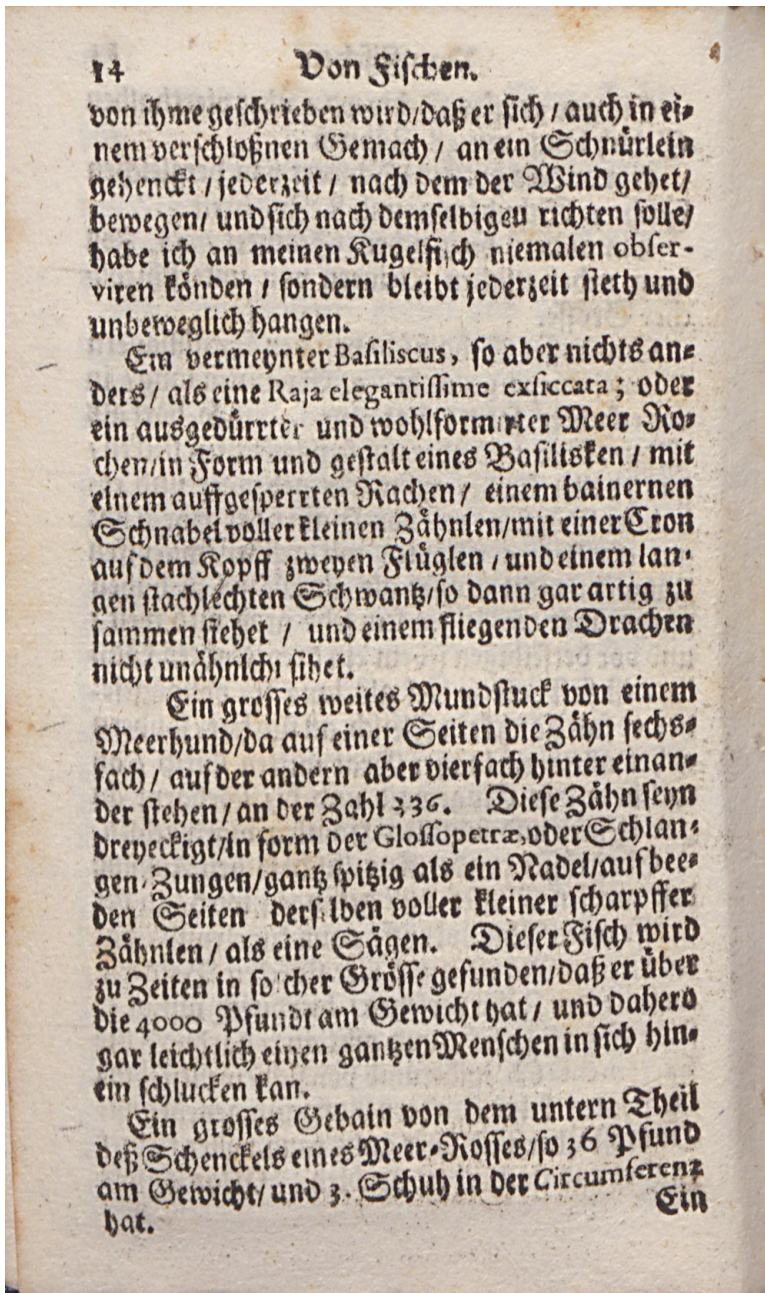 14 Von Fischen.
von ihme geschrieben wird/daß er sich / auch in ei-
nem verschloßnen Gemach / an ein Schnürlein
gehenckt / jederzeit / nach dem der Wind gehet/
bewegen/ und sich nach demselbigen richten solle/
habe ich an meinen Kugelfisch niemalen obser-
viren könden / sondern bleibt jederzeit steth und
unbeweglich hangen.
Ein vermeynter Basiliscus, so aber nichts an-
ders / als eine Raja elegantissime exsiccata ; oder
ein ausgedürrter und wohlformirter Meer Ro-
chen/in Form und gestalt eines Basilisken / mit
einem auffgesperrten Rachen / einem bainernen
Schnabel voller kleinen Zähnlen/mit einer Cron
auf dem Kopff zweyen Flüglen / und einem lan-
gen stachlechten Schwantz/so dann gar artig zu
sammen stehet / und einem fliegenden Drachen
nicht unähnlich sihet.
Ein grosses weites Mundstuck von einem
Meerhund/da auf einer Seiten die Zähn sechs-
fach / auf der andern aber vierfach hinter einan-
der stehen / an der Zahl 236. Diese Zähn seyn
dreyeckigt/in form der Glossopetræ,oder Schlan-
gen-Zungen/gantz spitzig als ein Nadel/auf bee-
den Seiten derselben voller kleiner scharpffer
Zähnlen / als eine Sägen. Dieser Fisch wird
zu Zeiten in solcher Grösse gefunden/daß er über
die 4000 Pfundt am Gewicht hat / und dahero
gar leichtlich einen gantzen Menschen in sich hin-
ein schlucken kan.
Ein grosses Gebain von dem untern Theil
deß Schenckels eines Meer-Rosses/so 36 Pfund
am Gewicht/ und 3. Schuh in der Circumferenz
hat.
Ein